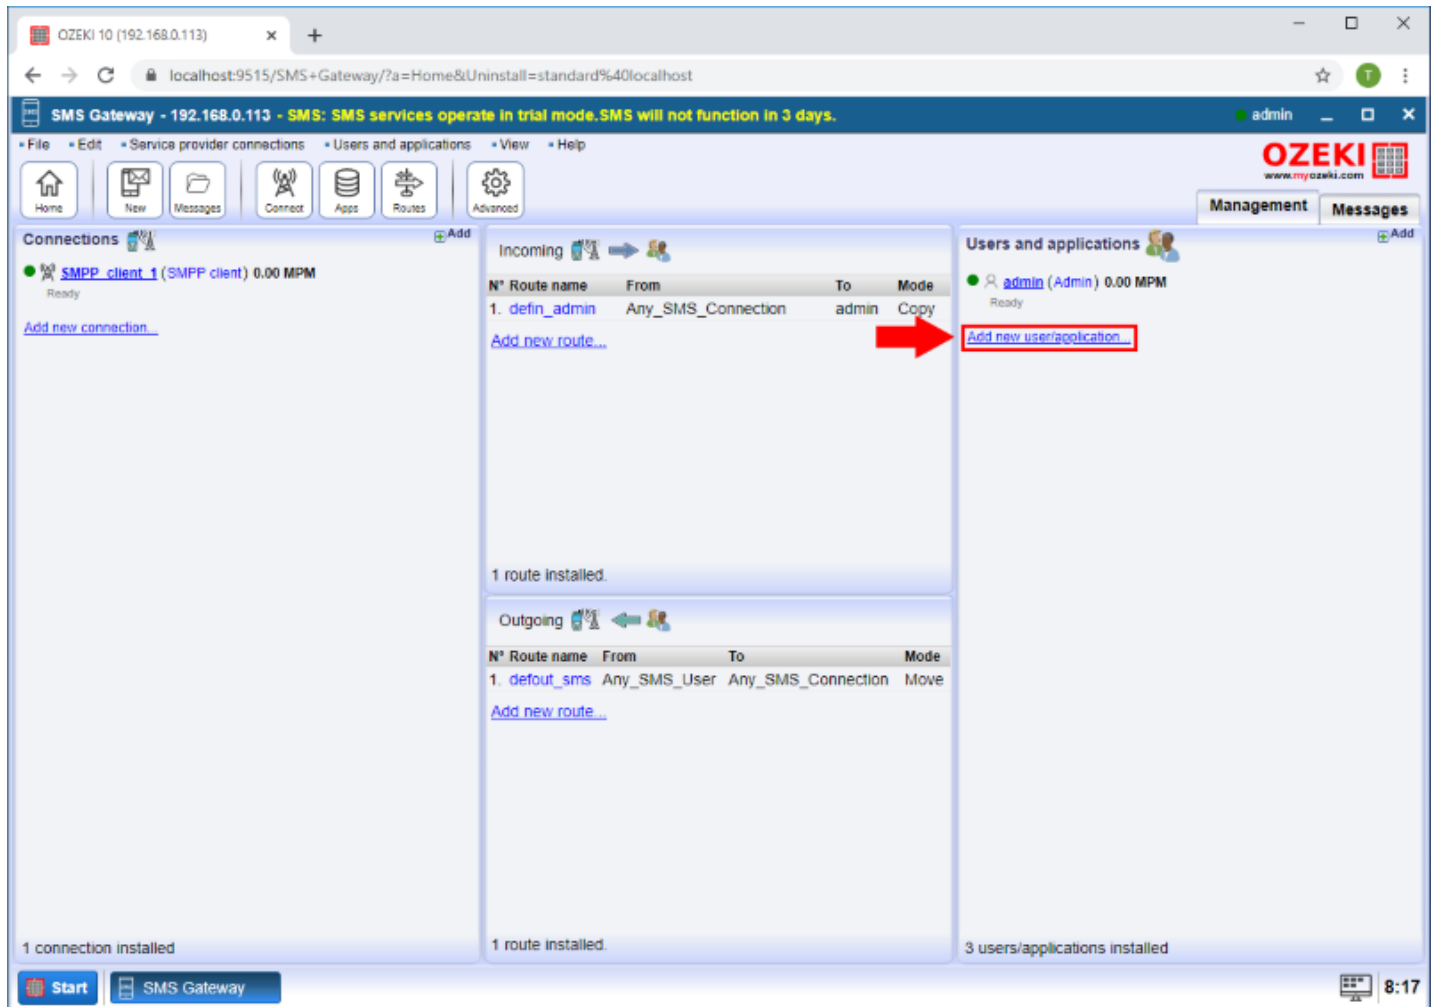 OZEKI 10 (192.168.0.113)
localhost:9515/SMS+Gateway/?a=Home&Uninstall=standard%40localhost
T
SMS Gateway - 192.168.0.113 - SMS: SMS services operate in trial mode.SMS will not function in 3 days.
admin
File Edit Service provider connections Users and applications View Help
OZEKI
www.myozeki.com
Home New Messages Connect Apps Routes Advanced
Management Messages
Connections
Add
SMPP_client_1 (SMPP client) 0.00 MPM
Ready
Add new connection...
1 connection installed
Incoming
N° Route name From To Mode
1. defin_admin Any_SMS_Connection admin Copy
Add new route...
1 route installed.
Outgoing
N° Route name From To Mode
1. defout_sms Any_SMS_User Any_SMS_Connection Move
Add new route...
1 route installed.
Users and applications
Add
admin (Admin) 0.00 MPM
Ready
Add new user/application...
3 users/applications installed
Start SMS Gateway 8:17